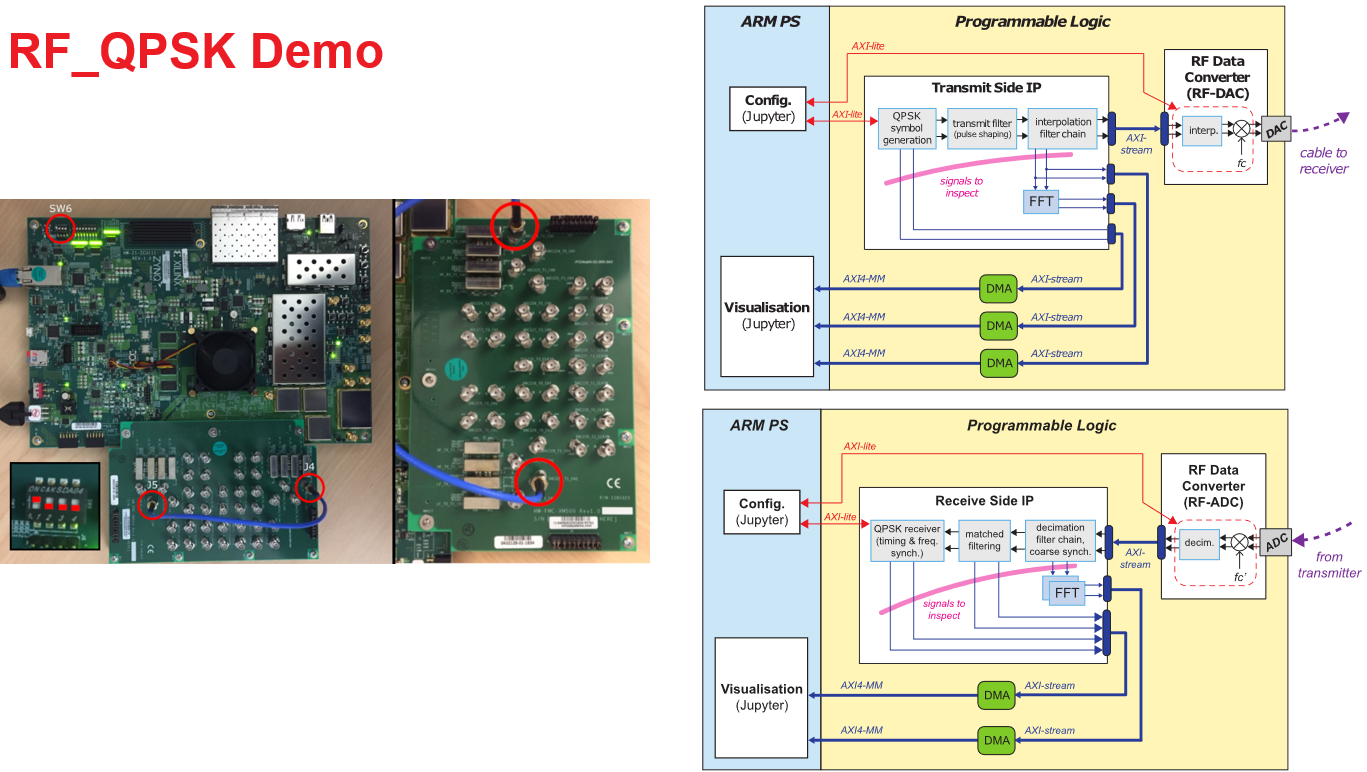 RF_QPSK Demo
SW6
J5
J4
ARM PS
Programmable Logic
AXI-lite
RF Data
Converter
(RF-DAC)
Transmit Side IP
Config.
(Jupyter)
AXI-lite
QPSK
symbol
generation
transmit filter
(pulse shaping)
interpolation
filter chain
AXI-
stream
interp.
fc
DAC
cable to
receiver
signals to
inspect
FFT
Visualisation
(Jupyter)
AXI4-MM
DMA
AXI-stream
AXI4-MM
DMA
AXI-stream
AXI4-MM
DMA
AXI-stream
ARM PS
Programmable Logic
AXI-lite
RF Data
Converter
(RF-ADC)
Receive Side IP
Config.
(Jupyter)
AXI-lite
QPSK receiver
(timing & freq.
synch.)
matched
filtering
decimation
filter chain,
coarse synch.
AXI-
stream
decim.
fc'
ADC
from
transmitter
signals to
inspect
FFT
Visualisation
(Jupyter)
AXI4-MM
DMA
AXI-stream
AXI4-MM
DMA
AXI-stream